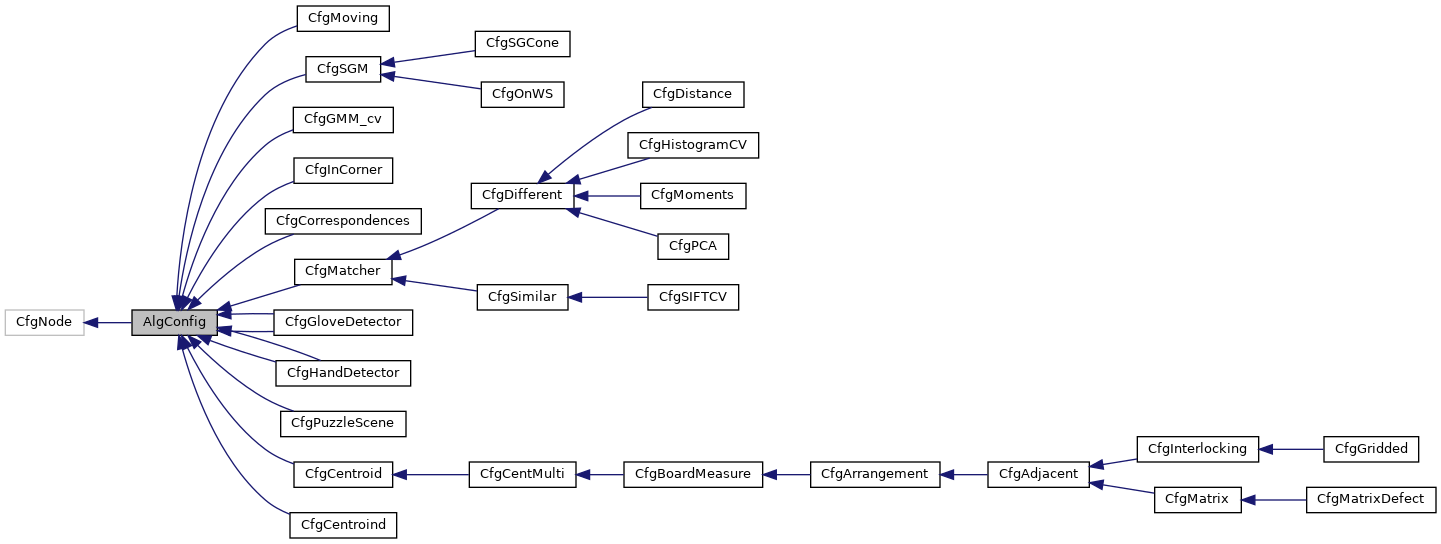 CfgMoving
CfgSGCone
CfgSGM
CfgOnWS
CfgDistance
CfgGMM_cv
CfgHistogramCV
CfgInCorner
CfgDifferent
CfgMoments
CfgCorrespondences
CfgPCA
CfgMatcher
CfgSimilar
CfgSIFTCV
CfgNode
AlgConfig
CfgGloveDetector
CfgHandDetector
CfgPuzzleScene
CfgInterlocking
CfgGridded
CfgCentroid
CfgCentMulti
CfgBoardMeasure
CfgArrangement
CfgAdjacent
CfgMatrix
CfgMatrixDefect
CfgCentroind